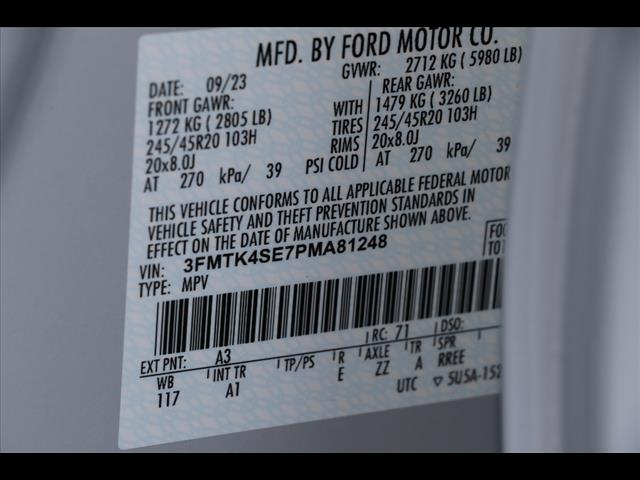 MFD. BY FORD MOTOR CO.
DATE: 09/23 GVWR: 2712 KG ( 5980 LB)
FRONT GAWR: REAR GAWR:
1272 KG ( 2805 LB) WITH 1479 KG ( 3260 LB)
245/45R20 103H TIRES 245/45R20 103H
20x8.0J RIMS 20x8.0J
AT 270 kPa/ 39 PSI COLD AT 270 kPa/ 39
THIS VEHICLE CONFORMS TO ALL APPLICABLE FEDERAL MOTOR
VEHICLE SAFETY AND THEFT PREVENTION STANDARDS IN
EFFECT ON THE DATE OF MANUFACTURE SHOWN ABOVE.
VIN: 3FMTK4SE7PMA81248
TYPE: MPV
EXT PNT: A3 RC: 71 DSO:
WB INT TR TP/PS R AXLE TR SPR
117 A1 E ZZ A RREE
UTC ▽ 5U5A-152